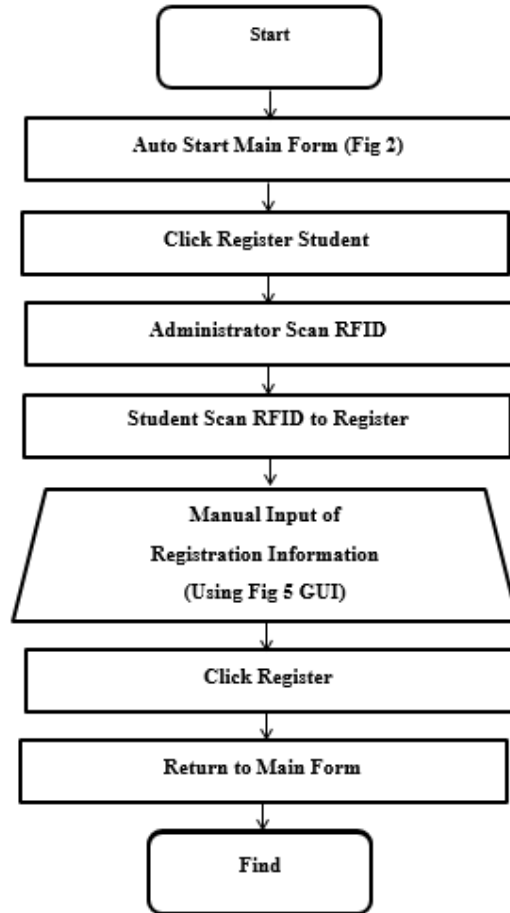 Start
Auto Start Main Form (Fig 2)
Click Register Student
Administrator Scan RFID
Student Scan RFID to Register
Manual Input of
Registration Information
(Using Fig 5 GUI)
Click Register
Return to Main Form
Find